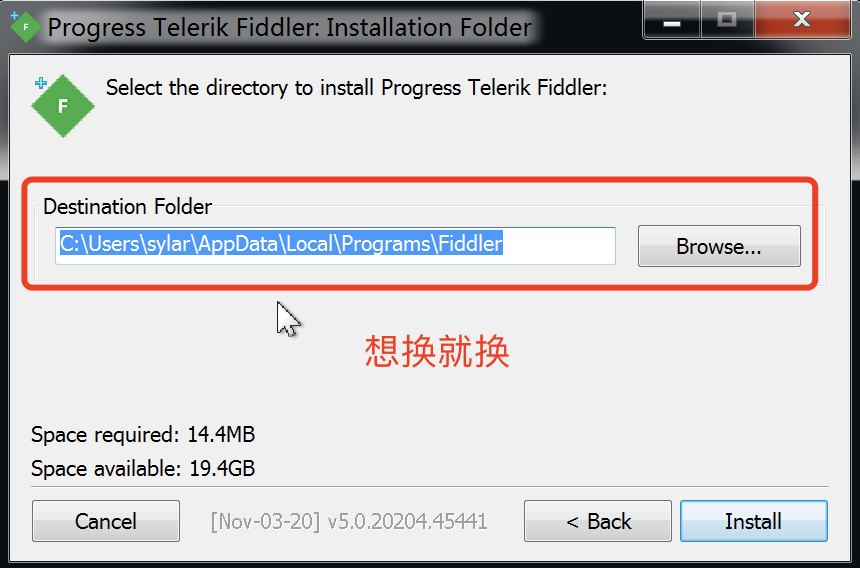 F Progress Telerik Fiddler: Installation Folder
F Select the directory to install Progress Telerik Fiddler:
Destination Folder
C:\Users\sylar\AppData\Local\Programs\Fiddler Browse...
想换就换
Space required: 14.4MB
Space available: 19.4GB
Cancel [Nov-03-20] v5.0.20204.45441 < Back Install